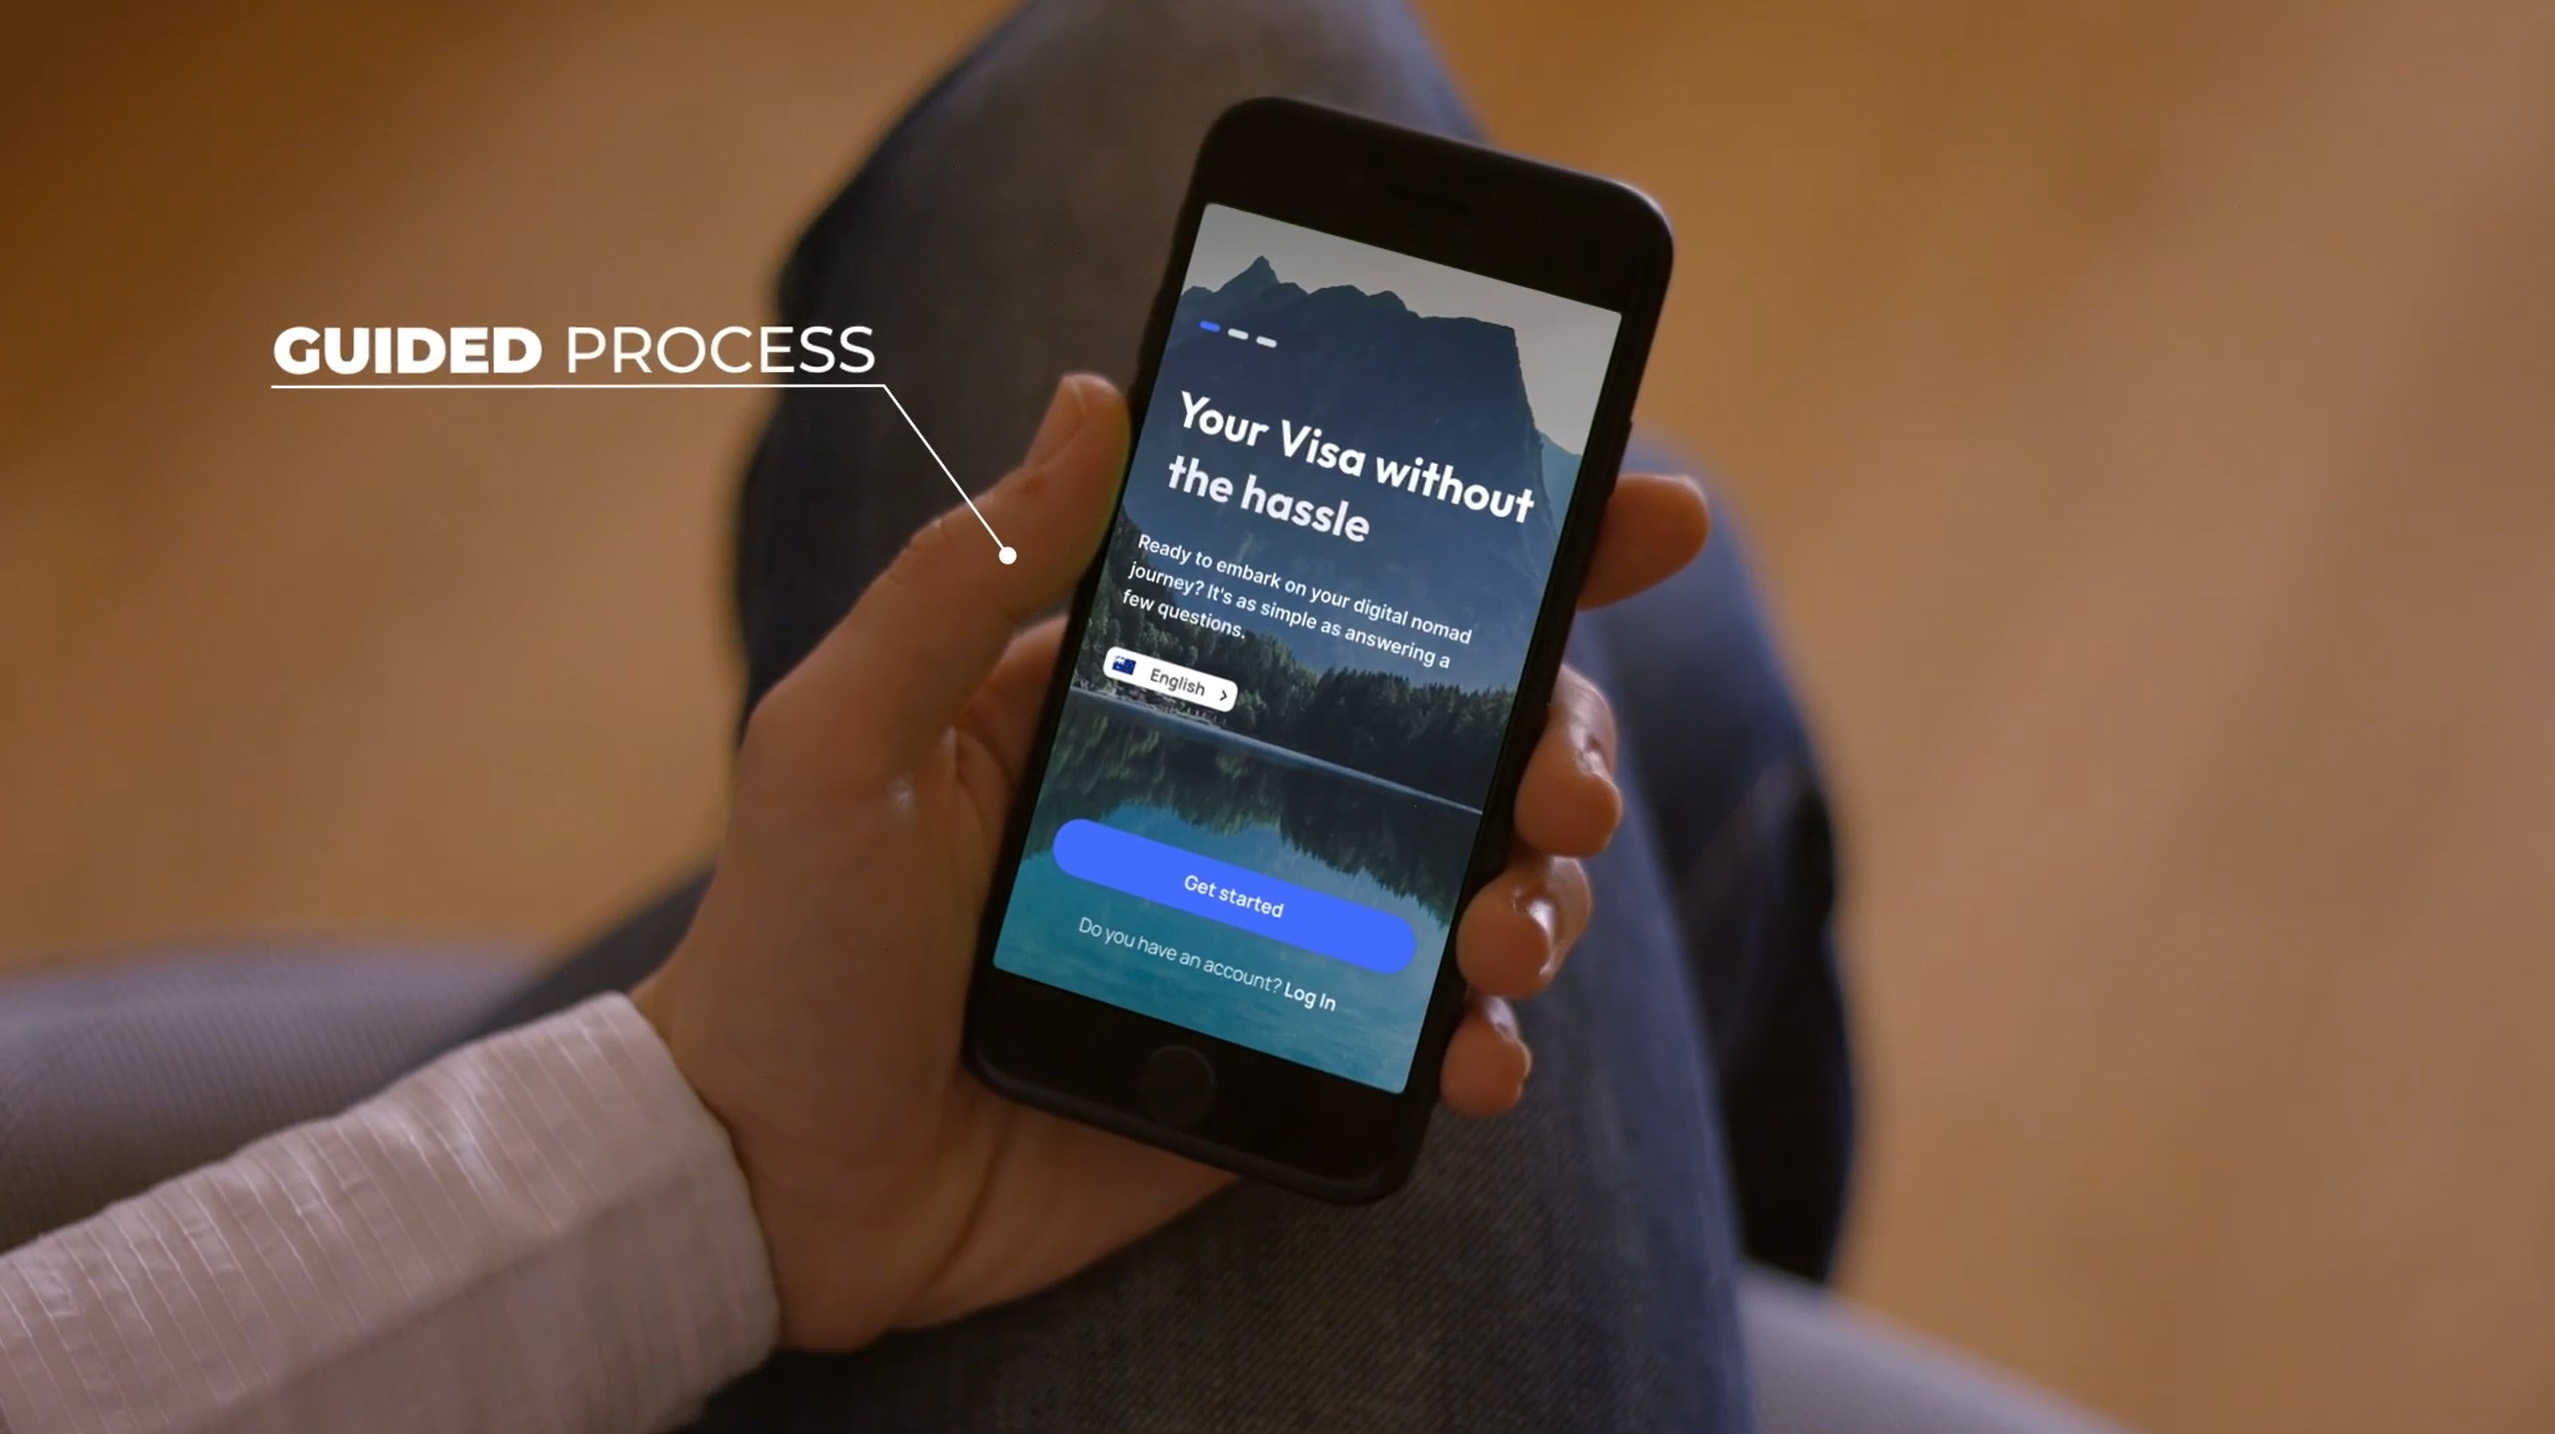 GUIDED PROCESS
Your Visa without
the hassle
Ready to embark on your digital nomad
journey? It's as simple as answering a
few questions.
English
Get started
Do you have an account? Log In